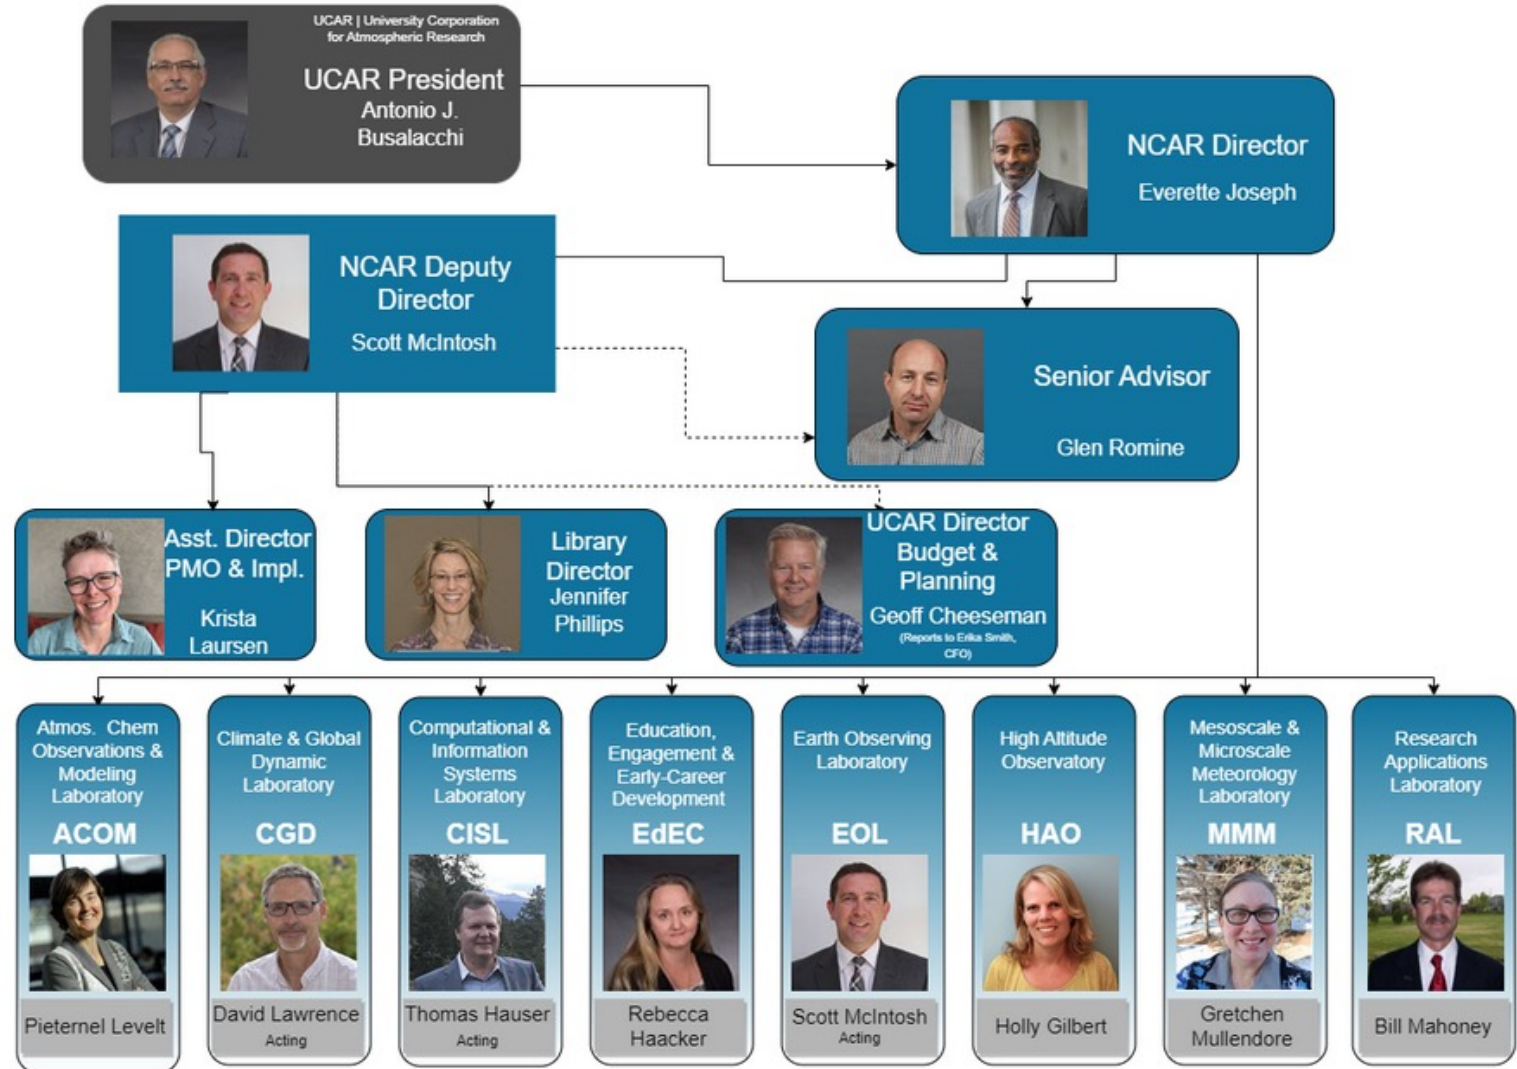 UCAR | University Corporation
for Atmospheric Research
UCAR President
Antonio J.
Busalacchi
NCAR Director
Everette Joseph
NCAR Deputy
Director
Scott McIntosh
Senior Advisor
Glen Romine
Asst. Director
PMO & Impl.
Krista
Laursen
Library
Director
Jennifer
Phillips
UCAR Director
Budget &
Planning
Geoff Cheeseman
(Reports to Erika Smith,
CFO)
Atmos. Chem
Observations &
Modeling
Laboratory
ACOM
Pieternel Levelt
Climate & Global
Dynamic
Laboratory
CGD
David Lawrence
Acting
Computational &
Information
Systems
Laboratory
CISL
Thomas Hauser
Acting
Education,
Engagement &
Early-Career
Development
EdEC
Rebecca
Haacker
Earth Observing
Laboratory
EOL
Scott McIntosh
Acting
High Altitude
Observatory
HAO
Holly Gilbert
Mesoscale &
Microscale
Meteorology
Laboratory
MMM
Gretchen
Mullendore
Research
Applications
Laboratory
RAL
Bill Mahoney